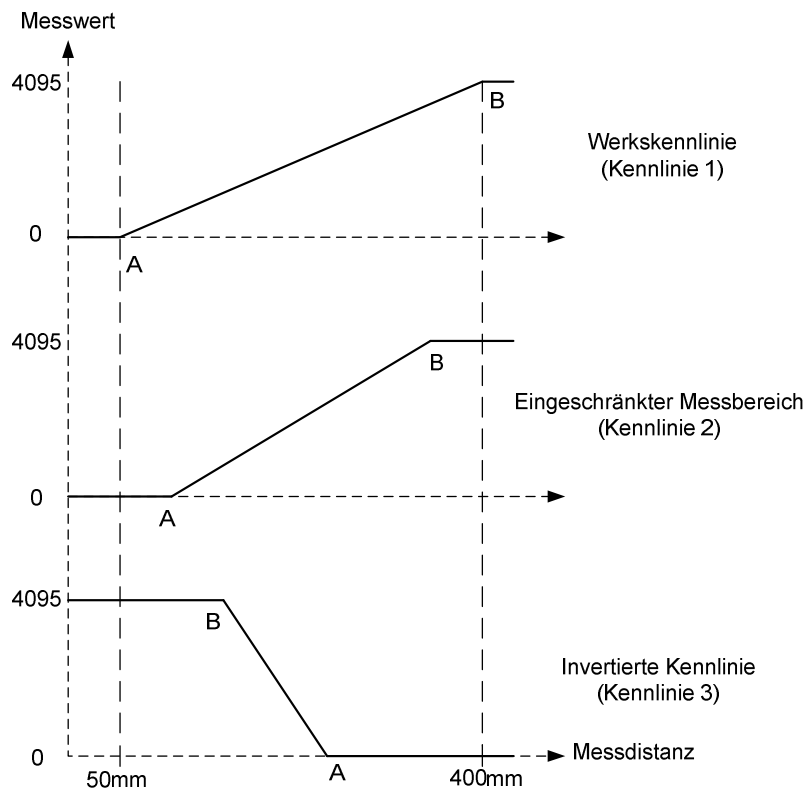 Messwert
4095
B
Werkskennlinie
(Kennlinie 1)
0
A
4095
B
Eingeschränkter Messbereich
(Kennlinie 2)
0
A
4095
B
Invertierte Kennlinie
(Kennlinie 3)
0
Messdistanz
50mm
A
400mm